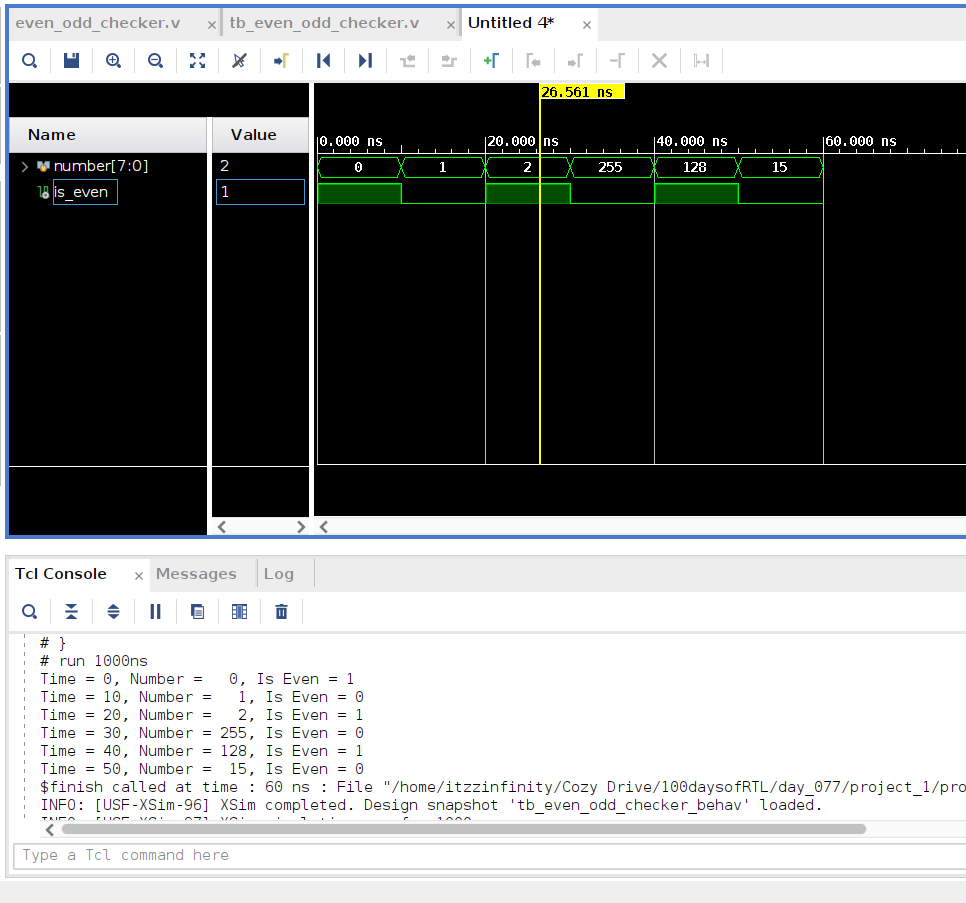 even_odd_checker.v × tb_even_odd_checker.v × Untitled 4* ×
26.561 ns
Name Value
0.000 ns 20.000 ns 40.000 ns 60.000 ns
number[7:0] 2 0 1 2 255 128 15
is_even 1
Tcl Console × Messages Log
# }
# run 1000ns
Time = 0, Number =   0, Is Even = 1
Time = 10, Number =   1, Is Even = 0
Time = 20, Number =   2, Is Even = 1
Time = 30, Number = 255, Is Even = 0
Time = 40, Number = 128, Is Even = 1
Time = 50, Number =  15, Is Even = 0
$finish called at time : 60 ns : File "/home/itzzinfinity/Cozy Drive/100daysofRTL/day_077/project_1/pro
INFO: [USF-XSim-96] XSim completed. Design snapshot 'tb_even_odd_checker_behav' loaded.
Type a Tcl command here